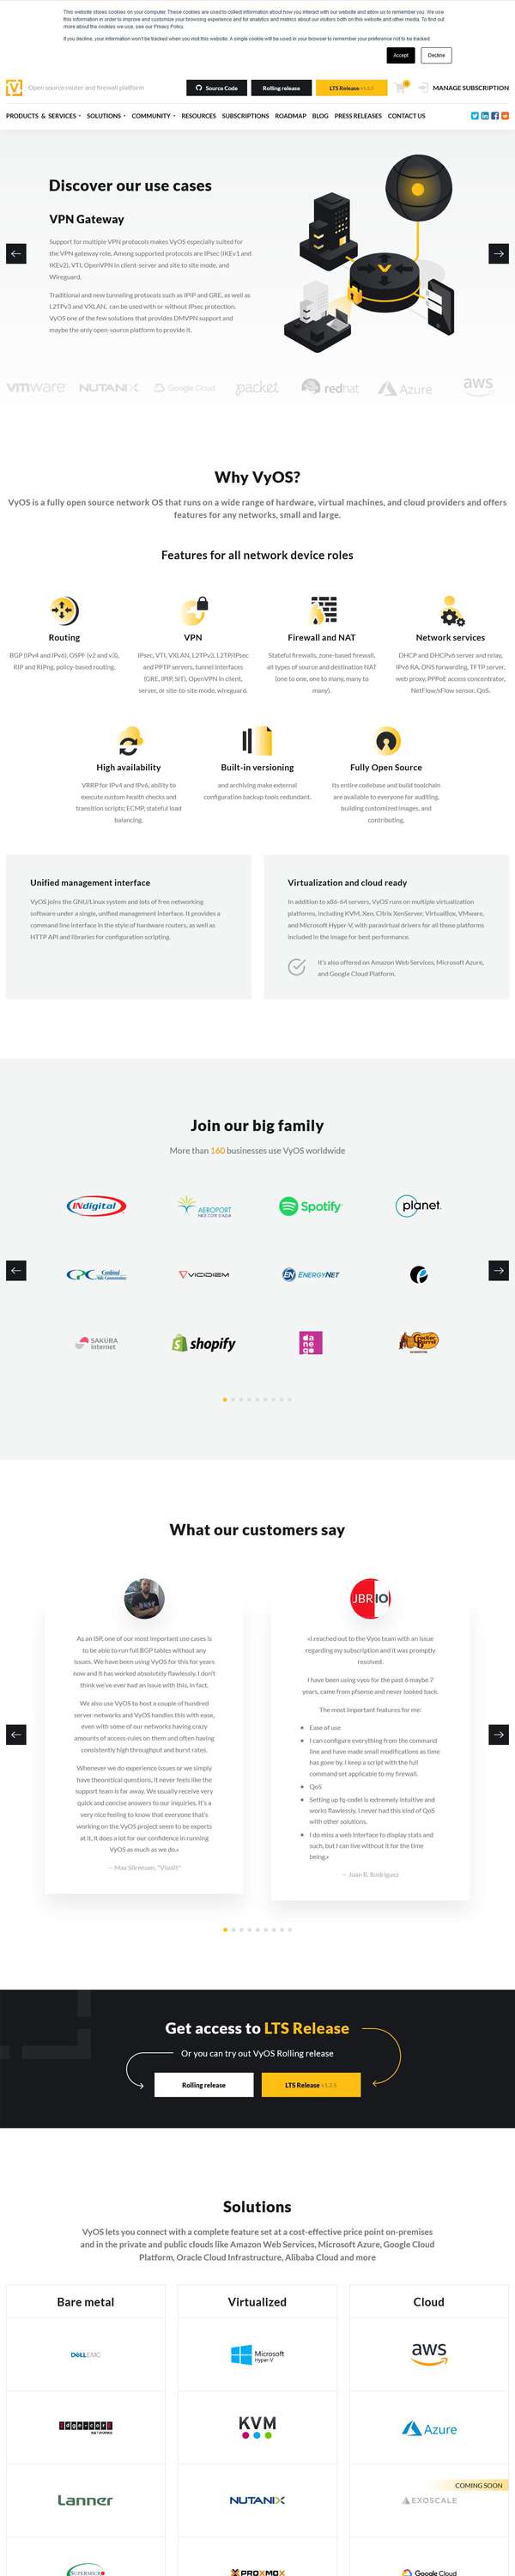 This website stores cookies on your computer. These cookies are used to collect information about how you interact with our website and allow us to remember you. We use
this information in order to improve and customize your browsing experience and for analytics and metrics about our visitors both on this website and other media. To find out
more about the cookies we use, see our Privacy Policy.
If you decline, your information won't be tracked when you visit this website. A single cookie will be used in your browser to remember your preference not to be tracked.
Accept Decline
Open source router and firewall platform Source Code Rolling release LTS Release MANAGE SUBSCRIPTION
PRODUCTS & SERVICES SOLUTIONS COMMUNITY RESOURCES SUBSCRIPTIONS ROADMAP BLOG PRESS RELEASES CONTACT US
Discover our use cases
VPN Gateway
Support for multiple VPN protocols makes VyOS especially suited for
the VPN gateway role. Among supported protocols are IPsec (IKEv1 and
IKEv2), VTI, OpenVPN in client-server and site to site mode, and
Wireguard.
Traditional and new tunneling protocols such as IPIP and GRE, as well as
L2TPv3 and VXLAN, can be used with or without IPsec protection.
VyOS one of the few solutions that provides DMVPN support and
maybe the only open-source platform to provide it.
vmware NUTANIX Google Cloud packet redhat Azure aws
Why VyOS?
VyOS is a fully open source network OS that runs on a wide range of hardware, virtual machines, and cloud providers and offers
features for any networks, small and large.
Features for all network device roles
Routing
BGP (IPv4 and IPv6), OSPF (v2 and v3),
RIP and RIPng, policy-based routing.
VPN
IPsec, VTI, VXLAN, L2TPv3, L2TP/IPsec
and PPTP servers, tunnel interfaces
(GRE, IPIP, SIT), OpenVPN in client,
server, or site-to-site mode, wireguard.
Firewall and NAT
Stateful firewalls, zone-based firewall,
all types of source and destination NAT
(one to one, one to many, many to
many).
Network services
DHCP and DHCPv6 server and relay,
IPv6 RA, DNS forwarding, TFTP server,
web proxy, PPPoE access concentrator,
NetFlow/sFlow sensor, QoS.
High availability
VRRP for IPv4 and IPv6, ability to
execute custom health checks and
transition scripts; ECMP, stateful load
balancing.
Built-in versioning
and archiving make external
configuration backup tools redundant.
Fully Open Source
Its entire codebase and build toolchain
are available to everyone for auditing,
building customized images, and
contributing.
Unified management interface
VyOS joins the GNU/Linux system and lots of free networking
software under a single, unified management interface. It provides a
command line interface in the style of hardware routers, as well as
HTTP API and libraries for configuration scripting.
Virtualization and cloud ready
In addition to x86-64 servers, VyOS runs on multiple virtualization
platforms, including KVM, Xen, Citrix XenServer, VirtualBox, VMware,
and Microsoft Hyper-V, with paravirtual drivers for all those platforms
included in the image for best performance.
It's also offered on Amazon Web Services, Microsoft Azure,
and Google Cloud Platform.
Join our big family
More than 160 businesses use VyOS worldwide
INdigital AEROPORT NICE CÔTE D'AZUR Spotify planet.
CPC VICIDIEM EN ENERGYNET
SAKURA internet shopify danego Cracker Barrel
What our customers say
As an ISP, one of our most important use-cases is
to be able to run full BGP tables without any
issues. We have been using VyOS for this for years
now and it has worked absolutely flawlessly. I don't
think we've ever had an issue with this, in fact.
We also use VyOS to host a couple of hundred
server-networks and VyOS handles this with ease,
even with some of our networks having crazy
amounts of access-rules on them and often having
consistently high throughput and burst rates.
Whenever we do experience issues or we simply
have theoretical questions, it never feels like the
support team is far away. We usually receive very
quick and concise answers to our inquiries. It's a
very nice feeling to know that everyone that's
working on the VyOS project seem to be experts
at it, it does a lot for our confidence in running
VyOS as much as we do.»
— Max Sörensen, "Visolit"
JBR IO
«I reached out to the Vyos team with an issue
regarding my subscription and it was promptly
resolved.
I have been using vyos for the past 6 maybe 7
years, came from pfsense and never looked back.
The most important features for me:
Ease of use
I can configure everything from the command
line and have made small modifications as time
has gone by. I keep a script with the full
command set applicable to my firewall.
QoS
Setting up fq-codel is extremely intuitive and
works flawlessly, I never had this kind of QoS
with other solutions.
I do miss a web interface to display stats and
such, but I can live without it for the time
being.»
— Juan B. Rodriguez
Get access to LTS Release
Or you can try out VyOS Rolling release
Rolling release LTS Release v1.2.5
Solutions
VyOS lets you connect with a complete feature set at a cost-effective price point on-premises
and in the private and public clouds like Amazon Web Services, Microsoft Azure, Google Cloud
Platform, Oracle Cloud Infrastructure, Alibaba Cloud and more
Bare metal Virtualized Cloud
DELLEMC Microsoft Hyper-V aws
edge-core NETWORKS KVM Azure
COMING SOON
Lanner NUTANIX EXOSCALE
SUPERMICRO PROXMOX Google Cloud